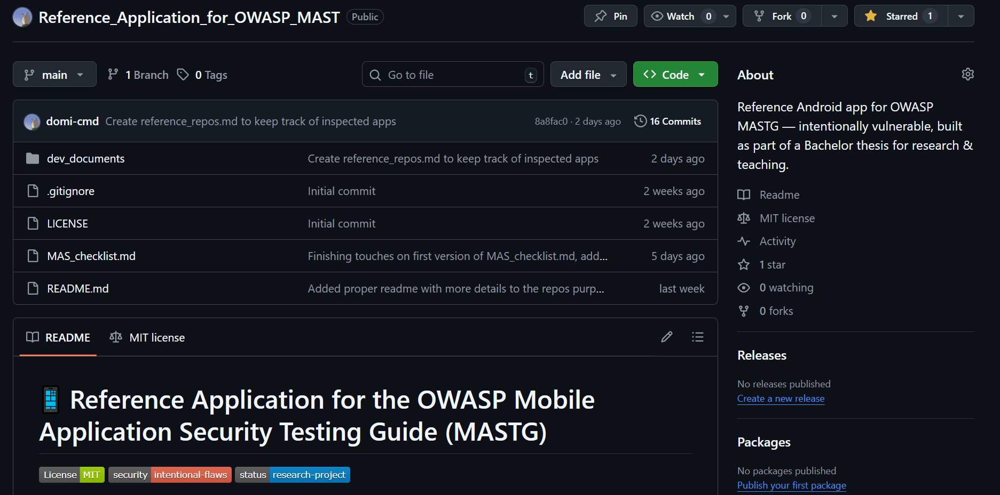 Reference_Application_for_OWASP_MAST Public
Pin
Watch 0
Fork 0
Starred 1
main
1 Branch
0 Tags
Go to file t
Add file
Code
domi-cmd Create reference_repos.md to keep track of inspected apps 8a8fac0 · 2 days ago 16 Commits
dev_documents Create reference_repos.md to keep track of inspected apps 2 days ago
.gitignore Initial commit 2 weeks ago
LICENSE Initial commit 2 weeks ago
MAS_checklist.md Finishing touches on first version of MAS_checklist.md, add... 5 days ago
README.md Added proper readme with more details to the repos purp... last week
README
MIT license
Reference Application for the OWASP Mobile
Application Security Testing Guide (MASTG)
License MIT security intentional-flaws status research-project
About
Reference Android app for OWASP
MASTG — intentionally vulnerable, built
as part of a Bachelor thesis for research &
teaching.
Readme
MIT license
Activity
1 star
0 watching
0 forks
Releases
No releases published
Create a new release
Packages
No packages published
Publish your first package